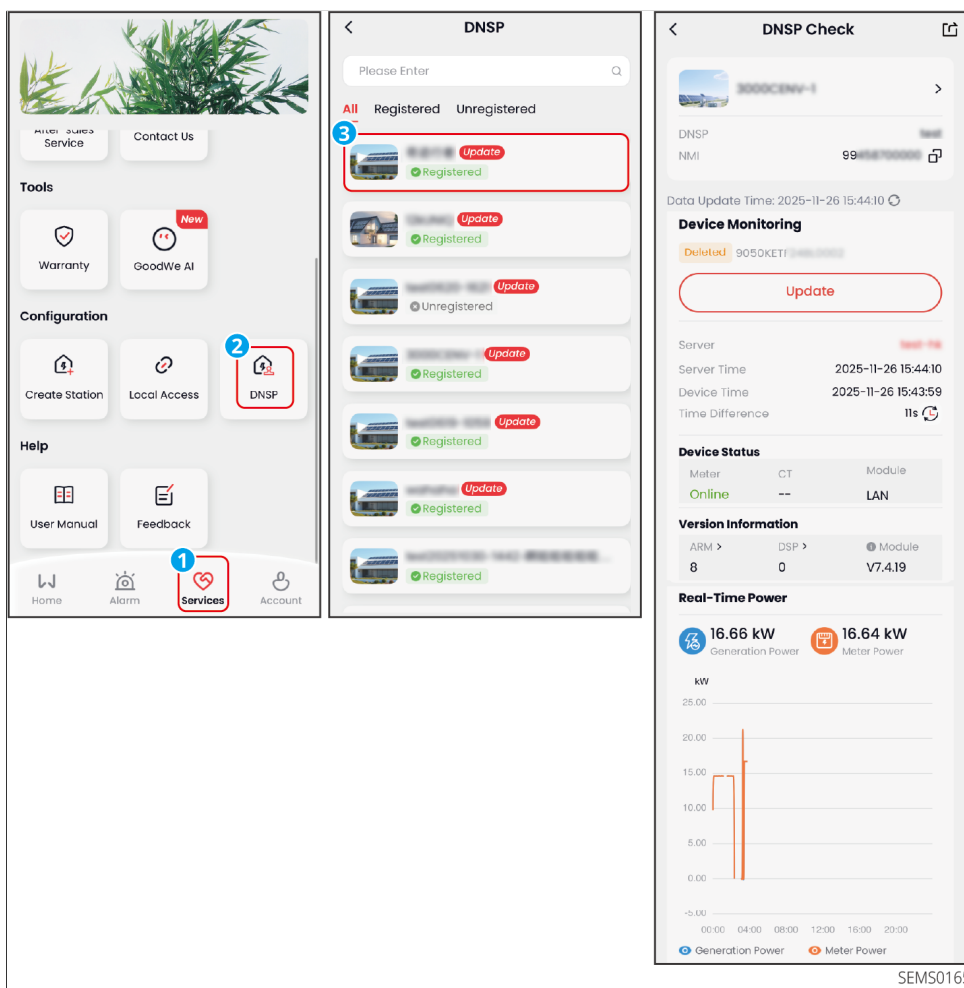 After Sales
Service
Contact Us
Tools
Warranty
New
GoodWe AI
Configuration
Create Station
Local Access
2
DNSP
Help
User Manual
Feedback
1
Home
Alarm
Services
Account
DNSP
Please Enter
All Registered Unregistered
3
Update
Registered
Update
Registered
Update
Unregistered
Update
Registered
Update
Registered
Update
Registered
Registered
DNSP Check
3000CENV-1
DNSP
NMI 99
Data Update Time: 2025-11-26 15:44:10
Device Monitoring
Deleted 9050KETF
Update
Server
Server Time 2025-11-26 15:44:10
Device Time 2025-11-26 15:43:59
Time Difference 11s
Device Status
Meter CT Module
Online -- LAN
Version Information
ARM > DSP > Module
8 0 V7.4.19
Real-Time Power
16.66 kW
Generation Power
16.64 kW
Meter Power
kW
25.00
20.00
15.00
10.00
5.00
0.00
-5.00
00:00 04:00 08:00 12:00 16:00 20:00
Generation Power Meter Power